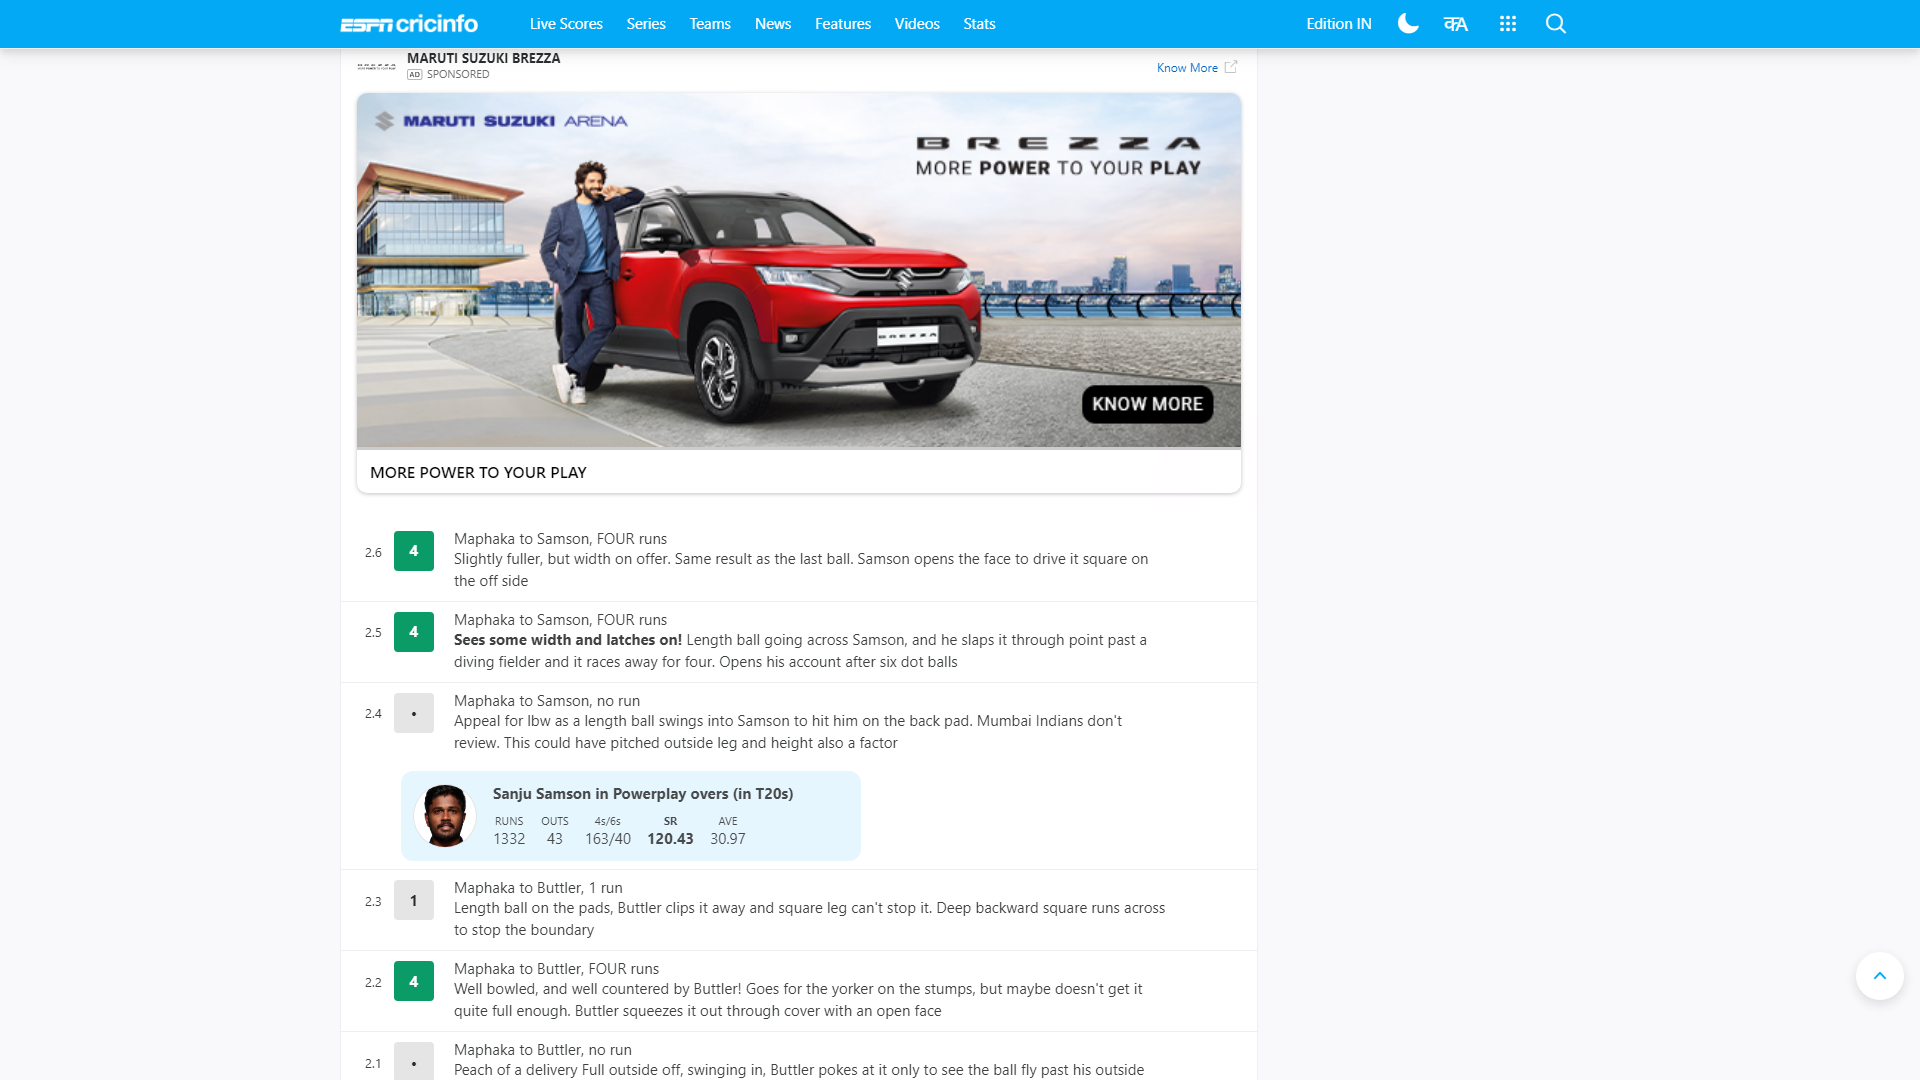 ESPN cricinfo Live Scores Series Teams News Features Videos Stats Edition IN कA
BREZZA MARUTI SUZUKI BREZZA
AD SPONSORED
Know More
MARUTI SUZUKI ARENA
BREZZA
MORE POWER TO YOUR PLAY
BREZZA
KNOW MORE
MORE POWER TO YOUR PLAY
2.6 4 Maphaka to Samson, FOUR runs
Slightly fuller, but width on offer. Same result as the last ball. Samson opens the face to drive it square on
the off side
2.5 4 Maphaka to Samson, FOUR runs
Sees some width and latches on! Length ball going across Samson, and he slaps it through point past a
diving fielder and it races away for four. Opens his account after six dot balls
2.4 • Maphaka to Samson, no run
Appeal for lbw as a length ball swings into Samson to hit him on the back pad. Mumbai Indians don't
review. This could have pitched outside leg and height also a factor
Sanju Samson in Powerplay overs (in T20s)
RUNS OUTS 4s/6s SR AVE
1332 43 163/40 120.43 30.97
2.3 1 Maphaka to Buttler, 1 run
Length ball on the pads, Buttler clips it away and square leg can't stop it. Deep backward square runs across
to stop the boundary
2.2 4 Maphaka to Buttler, FOUR runs
Well bowled, and well countered by Buttler! Goes for the yorker on the stumps, but maybe doesn't get it
quite full enough. Buttler squeezes it out through cover with an open face
2.1 • Maphaka to Buttler, no run
Peach of a delivery Full outside off, swinging in, Buttler pokes at it only to see the ball fly past his outside